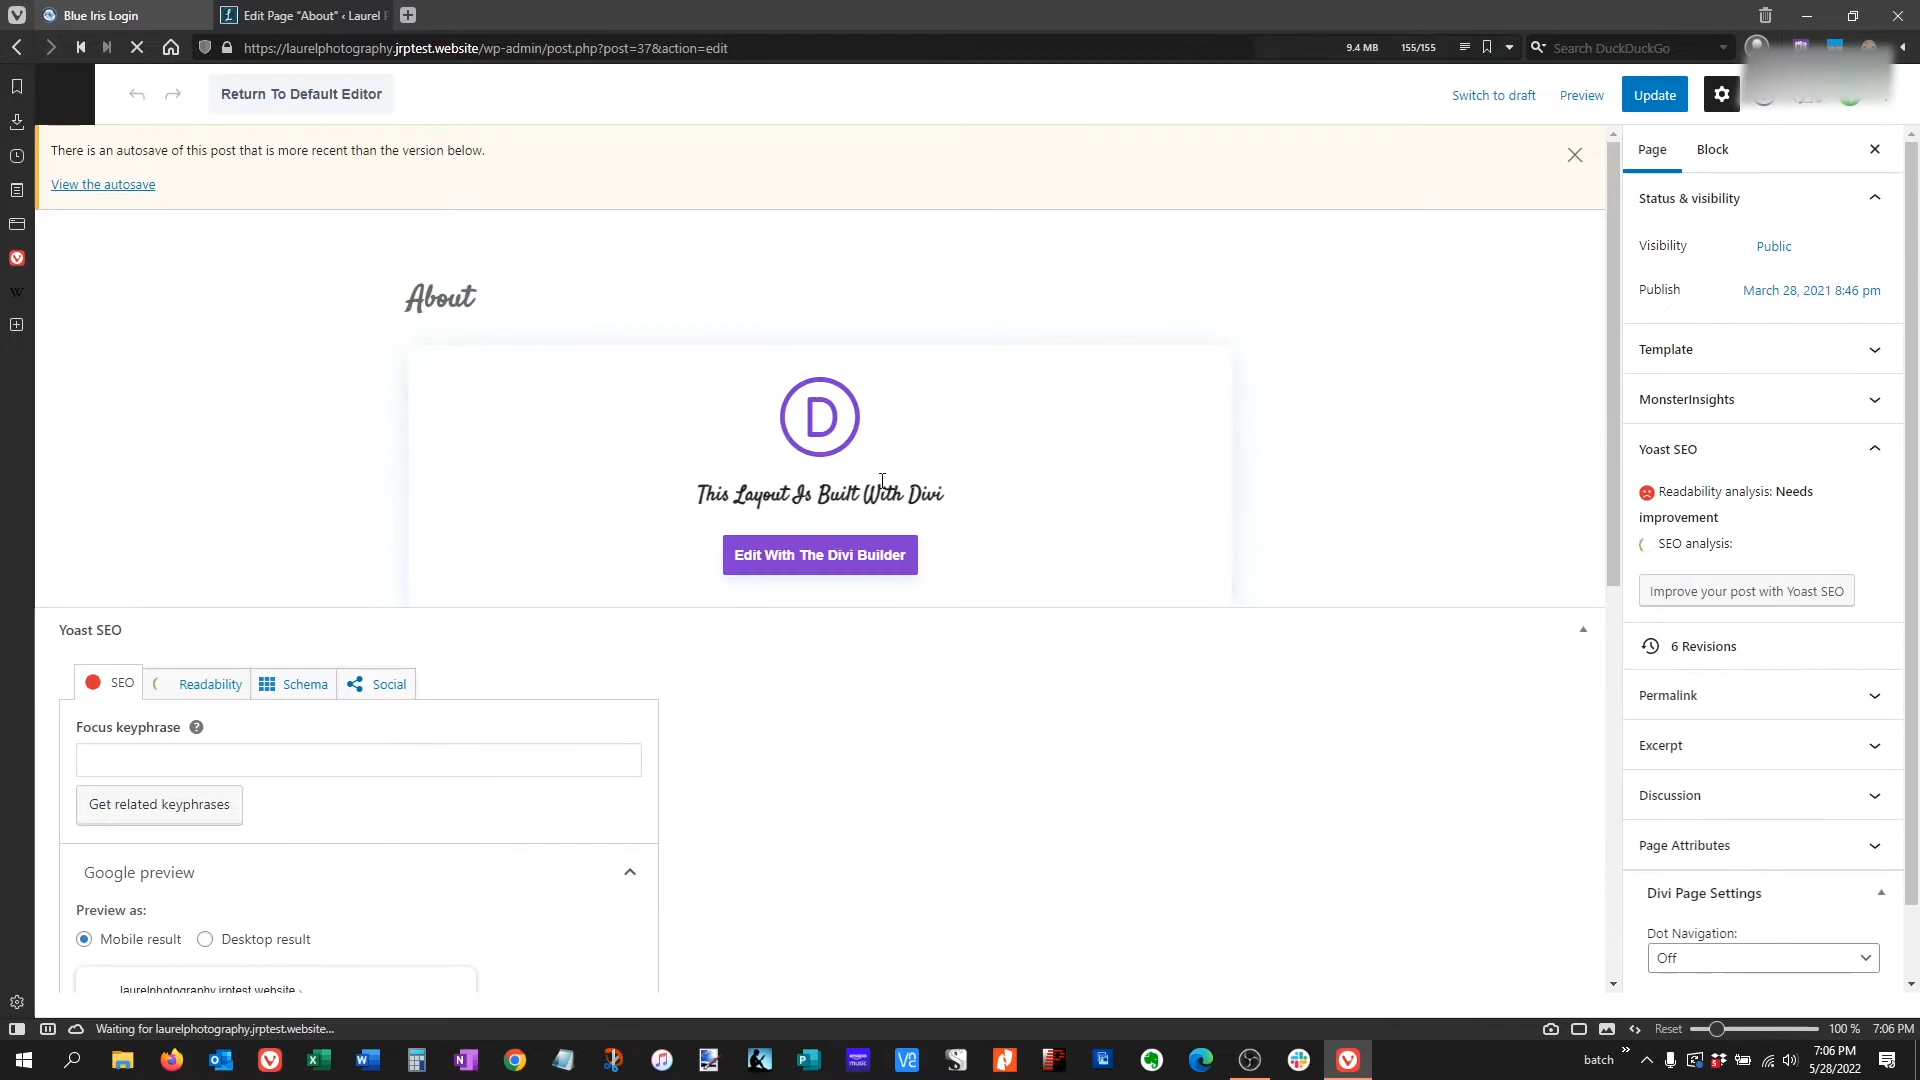 Blue Iris Login
Edit Page “About” ‹ Laurel P
https://laurelphotography.jrptest.website/wp-admin/post.php?post=37&action=edit
9.4 MB
155/155
Search DuckDuckGo
Return To Default Editor
Switch to draft
Preview
Update
There is an autosave of this post that is more recent than the version below.
View the autosave
Page
Block
Status & visibility
Visibility
Public
Publish
March 28, 2021 8:46 pm
Template
MonsterInsights
Yoast SEO
Readability analysis: Needs
improvement
SEO analysis:
Improve your post with Yoast SEO
6 Revisions
Permalink
Excerpt
Discussion
Page Attributes
Divi Page Settings
Dot Navigation:
Off
About
D
This Layout Is Built With Divi
Edit With The Divi Builder
Yoast SEO
SEO
Readability
Schema
Social
Focus keyphrase
Get related keyphrases
Google preview
Preview as:
Mobile result
Desktop result
laurelphotography.jrptest.website ›
Waiting for laurelphotography.jrptest.website...
Reset
100 %
7:06 PM
batch
7:06 PM
5/28/2022